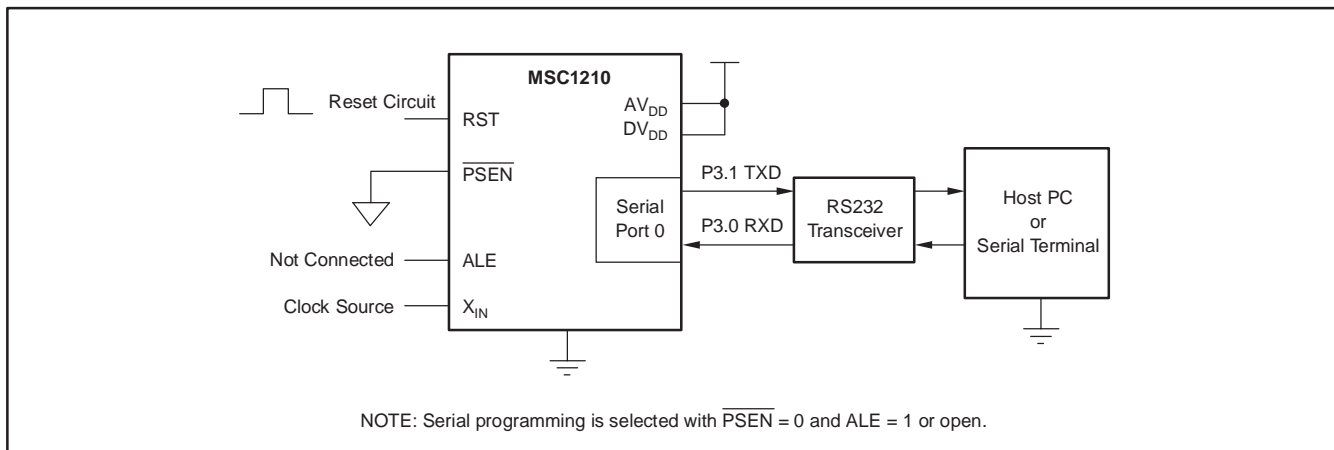 MSC1210
Reset Circuit
RST
AVDD
DVDD
PSEN
P3.1 TXD
Serial
Port 0
P3.0 RXD
RS232
Transceiver
Host PC
or
Serial Terminal
Not Connected
ALE
Clock Source
XIN
NOTE: Serial programming is selected with PSEN = 0 and ALE = 1 or open.